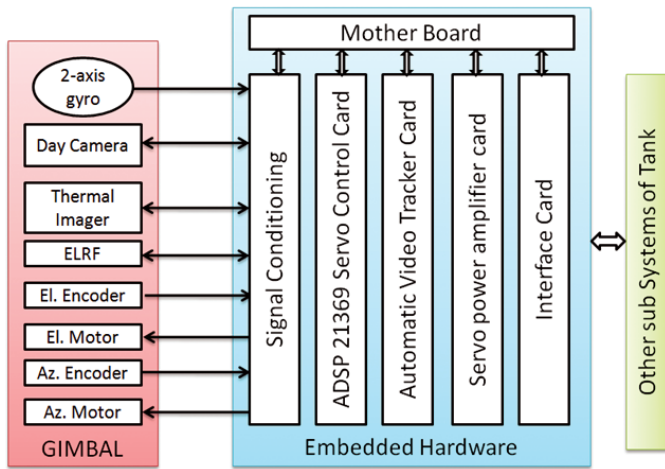 Mother Board
2-axis
gyro
Day Camera
Thermal
Imager
ELRF
El. Encoder
El. Motor
Az. Encoder
Az. Motor
GIMBAL
Signal Conditioning
ADSP 21369 Servo Control Card
Automatic Video Tracker Card
Servo power amplifier card
Interface Card
Embedded Hardware
Other sub Systems of Tank